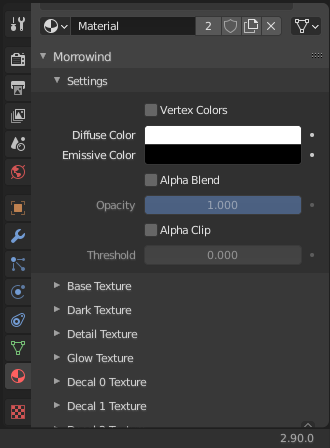 Material 2
Morrowind
Settings
Vertex Colors
Diffuse Color
Emissive Color
Alpha Blend
Opacity 1.000
Alpha Clip
Threshold 0.000
Base Texture
Dark Texture
Detail Texture
Glow Texture
Decal 0 Texture
Decal 1 Texture
2.90.0